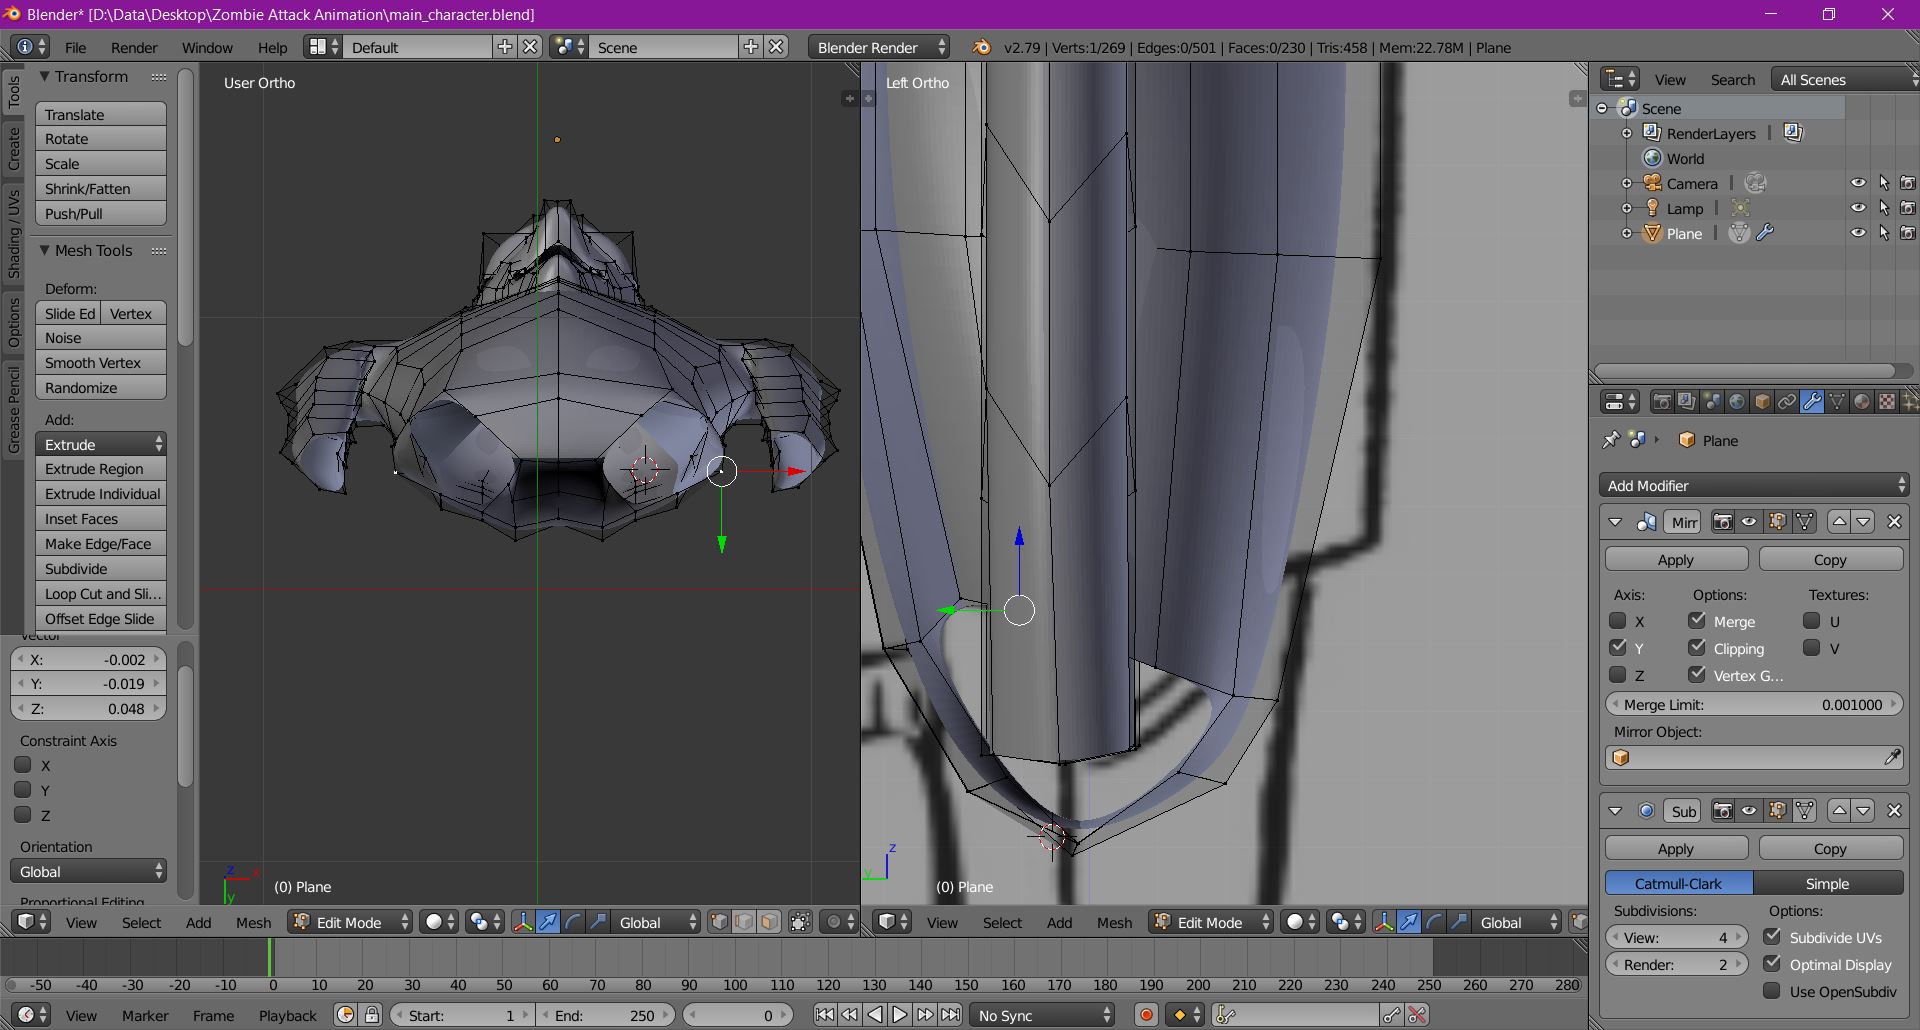 Blender* [D:\Data\Desktop\Zombie Attack Animation\main_character.blend]
File Render Window Help Default Scene Blender Render v2.79 | Verts:1/269 | Edges:0/501 | Faces:0/230 | Tris:458 | Mem:22.78M | Plane
Tools
Create
Shading / UVs
Options
Grease Pencil
Transform
Translate
Rotate
Scale
Shrink/Fatten
Push/Pull
Mesh Tools
Deform:
Slide Ed Vertex
Noise
Smooth Vertex
Randomize
Add:
Extrude
Extrude Region
Extrude Individual
Inset Faces
Make Edge/Face
Subdivide
Loop Cut and Sli...
Offset Edge Slide
Vector
X: -0.002
Y: -0.019
Z: 0.048
Constraint Axis
X
Y
Z
Orientation
Global
Proportional Editing
User Ortho
z x
y
(0) Plane
View Select Add Mesh Edit Mode Global
Left Ortho
z
y
(0) Plane
View Select Add Mesh Edit Mode Global
View Search All Scenes
Scene
RenderLayers |
World
Camera |
Lamp |
Plane |
Plane
Add Modifier
Mirr
Apply Copy
Axis: Options: Textures:
X Merge U
Y Clipping V
Z Vertex G...
Merge Limit: 0.001000
Mirror Object:
Sub
Apply Copy
Catmull-Clark Simple
Subdivisions: Options:
View: 4 Subdivide UVs
Render: 2 Optimal Display
Use OpenSubdiv
-50 -40 -30 -20 -10 0 10 20 30 40 50 60 70 80 90 100 110 120 130 140 150 160 170 180 190 200 210 220 230 240 250 260 270 280
View Marker Frame Playback Start: 1 End: 250 0 No Sync